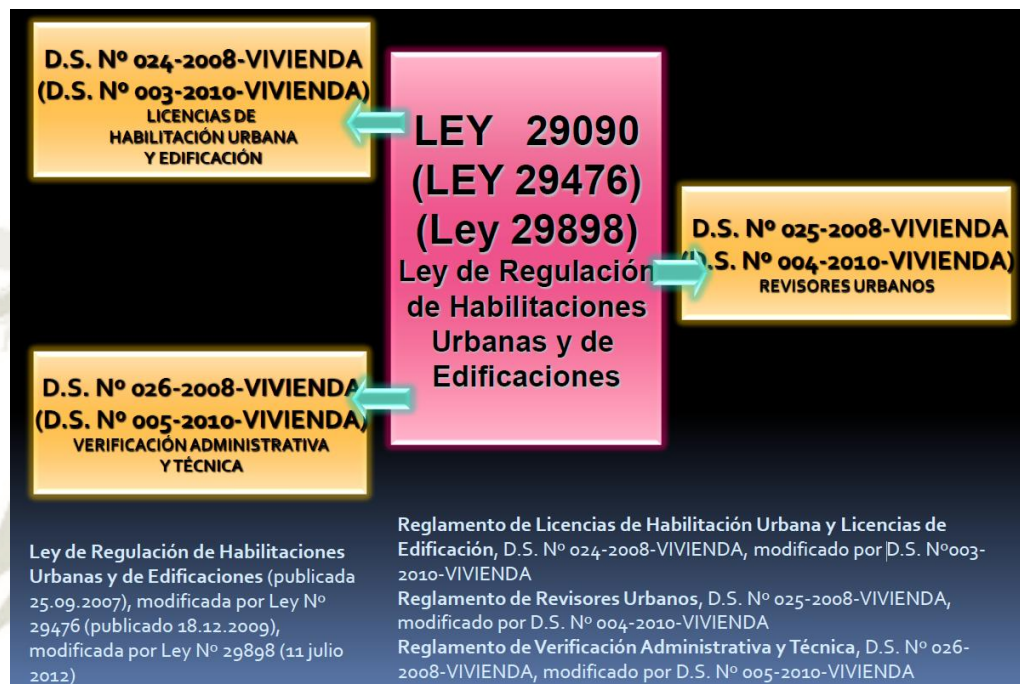 D.S. Nº 024-2008-VIVIENDA
(D.S. Nº 003-2010-VIVIENDA)
LICENCIAS DE
HABILITACIÓN URBANA
Y EDIFICACIÓN
LEY 29090
(LEY 29476)
(Ley 29898)
Ley de Regulación
de Habilitaciones
Urbanas y de
Edificaciones
D.S. Nº 025-2008-VIVIENDA
(D.S. Nº 004-2010-VIVIENDA)
REVISORES URBANOS
D.S. Nº 026-2008-VIVIENDA
(D.S. Nº 005-2010-VIVIENDA)
VERIFICACIÓN ADMINISTRATIVA
Y TÉCNICA
Ley de Regulación de Habilitaciones
Urbanas y de Edificaciones (publicada
25.09.2007), modificada por Ley Nº
29476 (publicado 18.12.2009),
modificada por Ley Nº 29898 (11 julio
2012)
Reglamento de Licencias de Habilitación Urbana y Licencias de
Edificación, D.S. Nº 024-2008-VIVIENDA, modificado por D.S. Nº003-
2010-VIVIENDA
Reglamento de Revisores Urbanos, D.S. Nº 025-2008-VIVIENDA,
modificado por D.S. Nº 004-2010-VIVIENDA
Reglamento de Verificación Administrativa y Técnica, D.S. Nº 026-
2008-VIVIENDA, modificado por D.S. Nº 005-2010-VIVIENDA